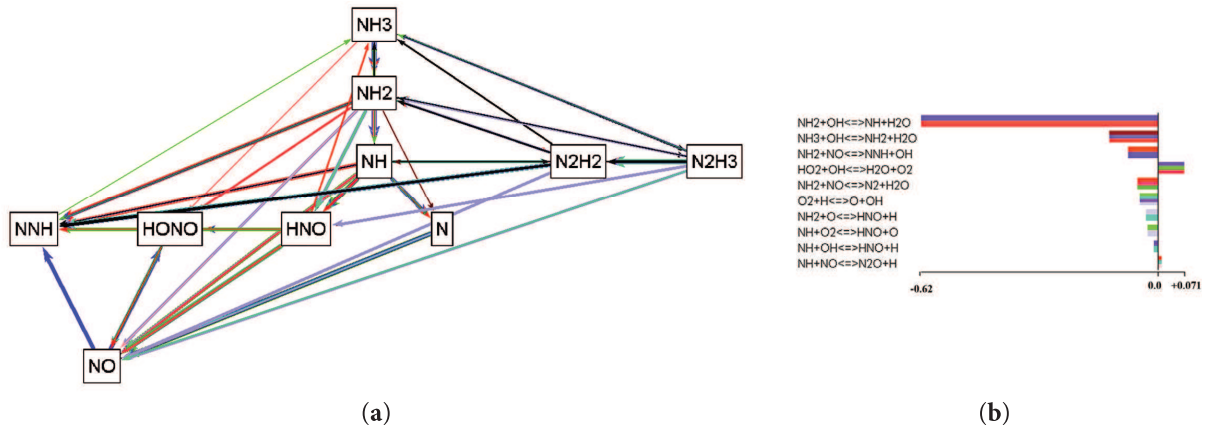 NH3
NH2
NH
N2H2
N2H3
NNH
HONO
HNO
N
NO
(a)
NH2+OH<=>NH+H2O
NH3+OH<=>NH2+H2O
NH2+NO<=>NNH+OH
HO2+OH<=>H2O+O2
NH2+NO<=>N2+H2O
O2+H<=>O+OH
NH2+O<=>HNO+H
NH+O2<=>HNO+O
NH+OH<=>HNO+H
NH+NO<=>N2O+H
-0.62
0.0
+0.071
(b)